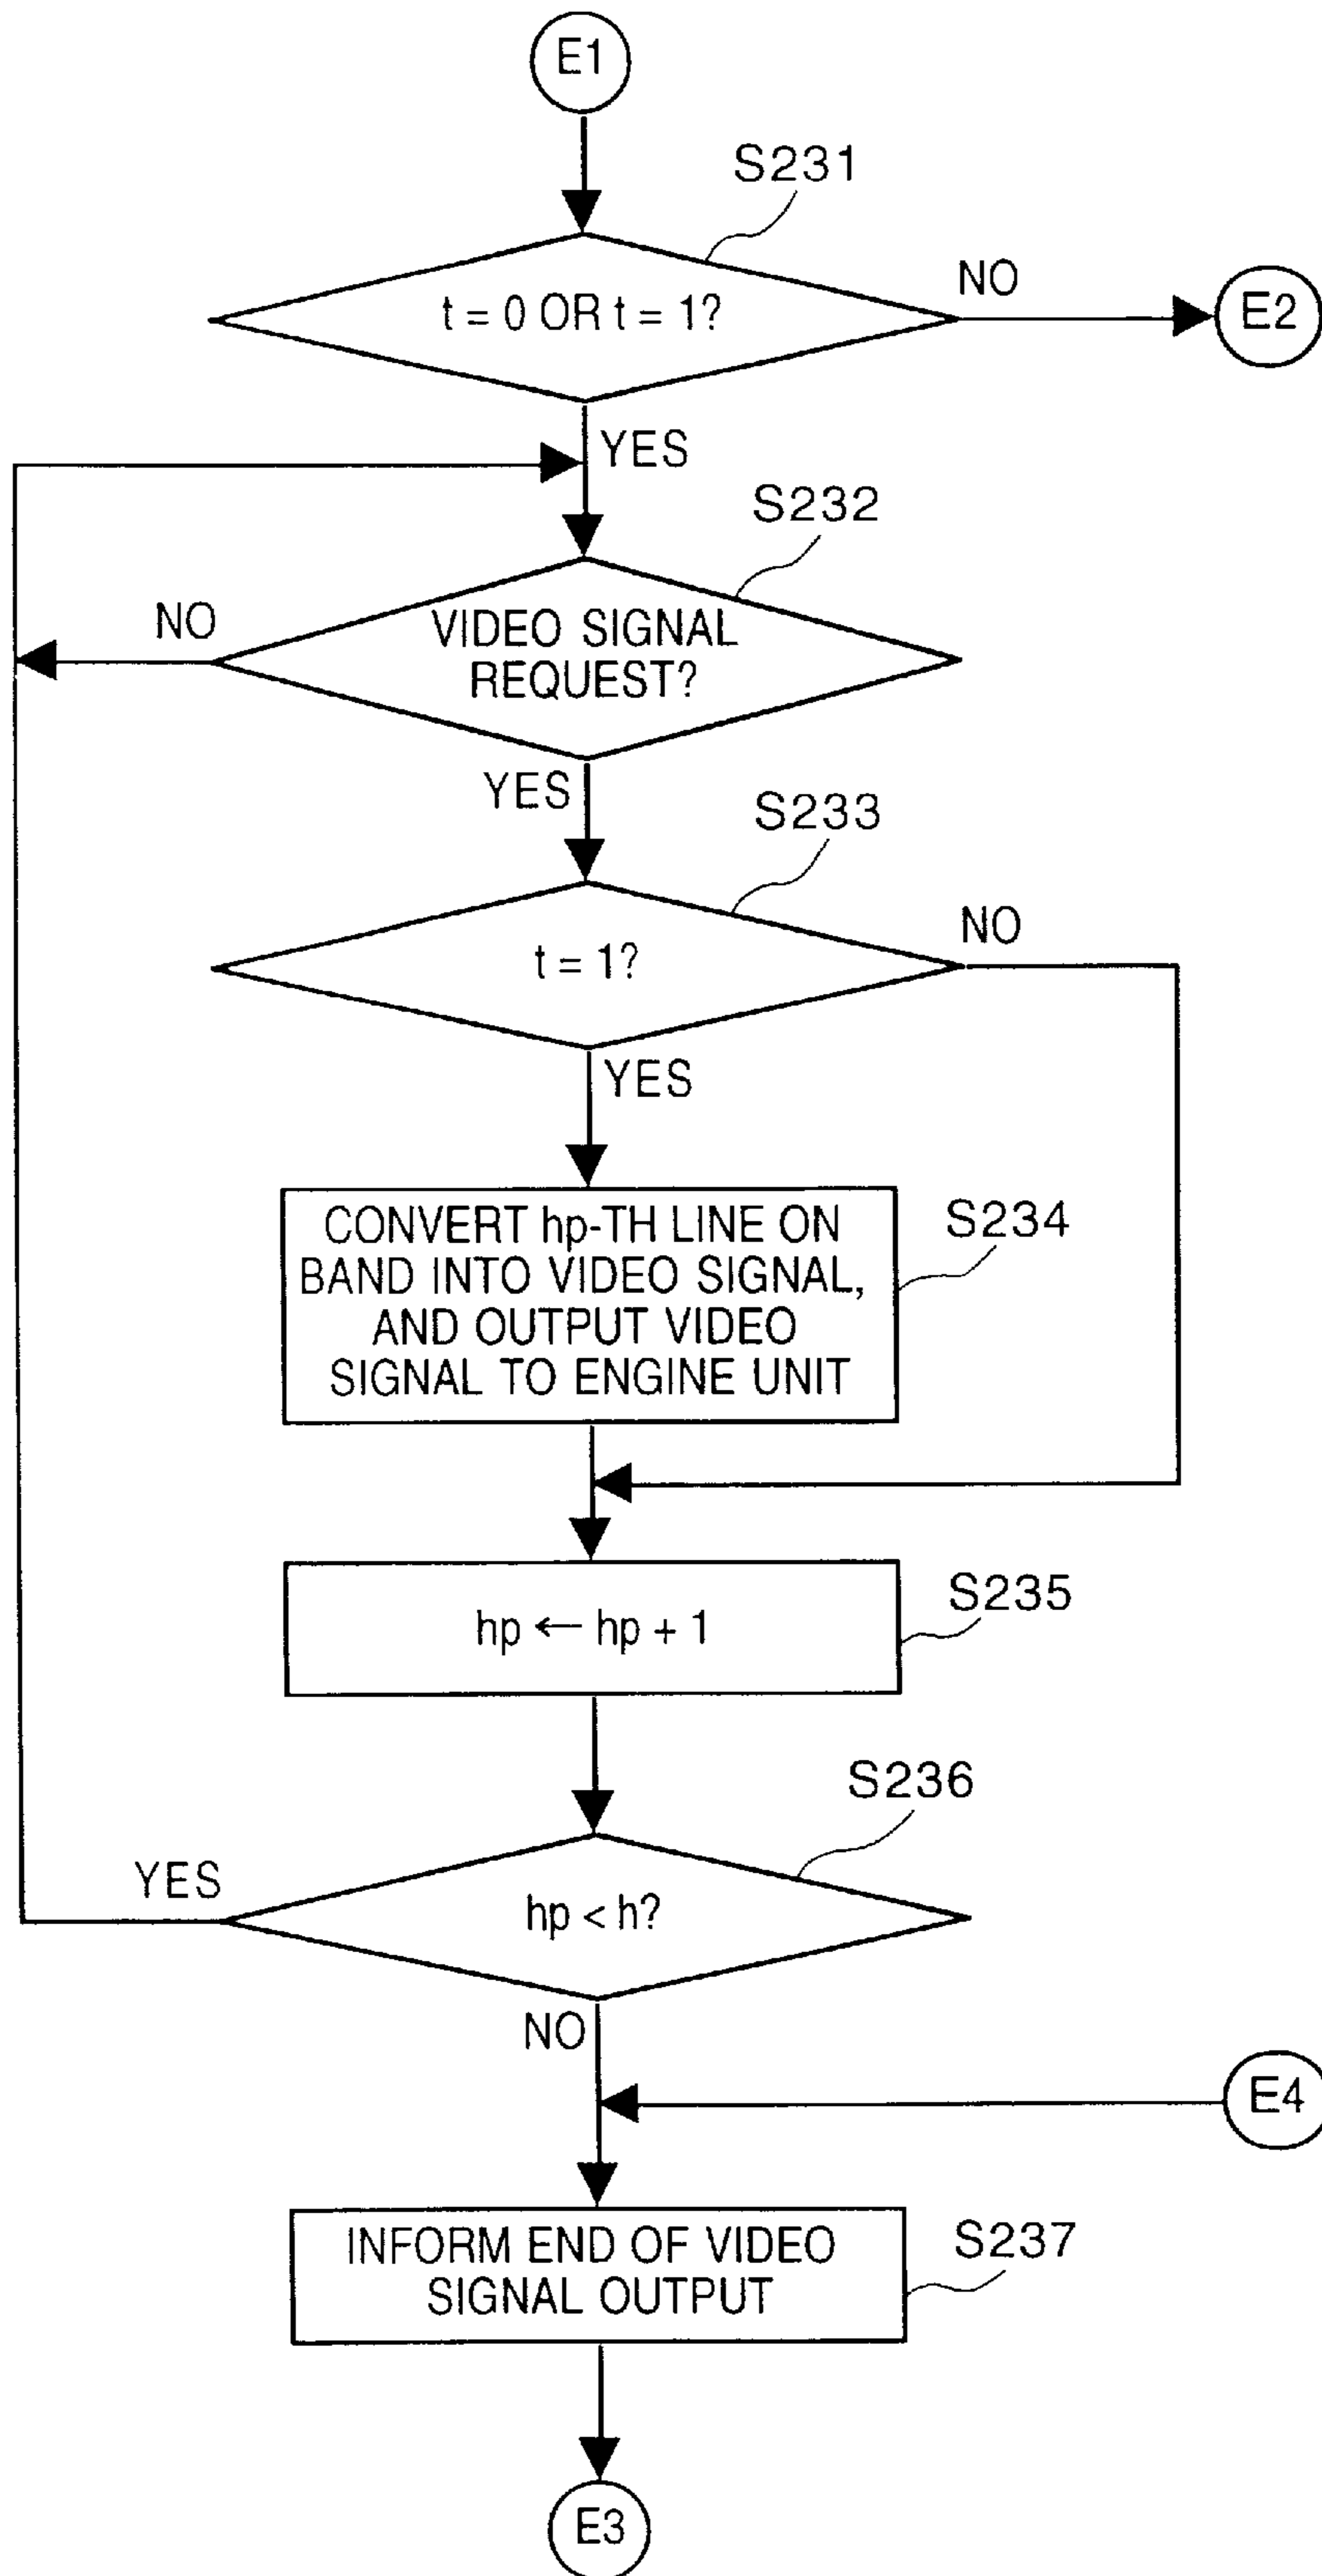 E1
S231
t = 0 OR t = 1?
NO
E2
YES
S232
NO
VIDEO SIGNAL
REQUEST?
YES
S233
NO
t = 1?
YES
CONVERT hp-TH LINE ON
BAND INTO VIDEO SIGNAL,
AND OUTPUT VIDEO
SIGNAL TO ENGINE UNIT
S234
S235
hp ← hp + 1
S236
YES
hp < h?
NO
E4
INFORM END OF VIDEO
SIGNAL OUTPUT
S237
E3